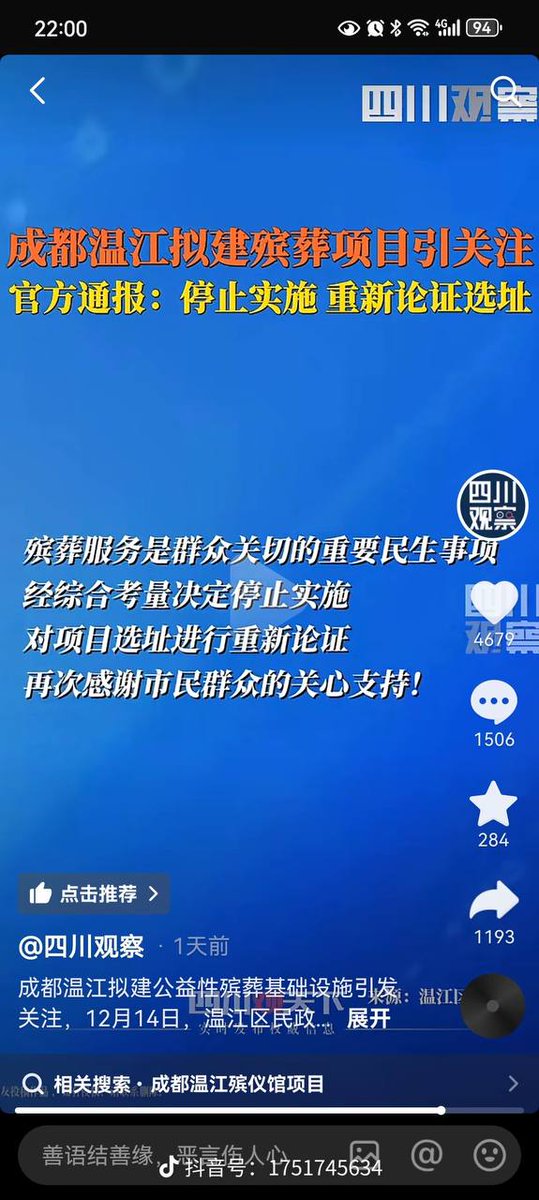 22:00
4G
94
四川观察
成都温江拟建殡葬项目引关注
官方通报：停止实施 重新论证选址
四川
观察
殡葬服务是群众关切的重要民生事项
经综合考量决定停止实施
对项目选址进行重新论证
再次感谢市民群众的关心支持！
4679
1506
284
1193
点击推荐
@四川观察 · 1天前
成都温江拟建公益性殡葬基础设施引发
关注，12月14日，温江区民政... 展开
来源：温江区
相关搜索 · 成都温江殡仪馆项目
善语结善缘，恶言伤人心
抖音号：1751745634